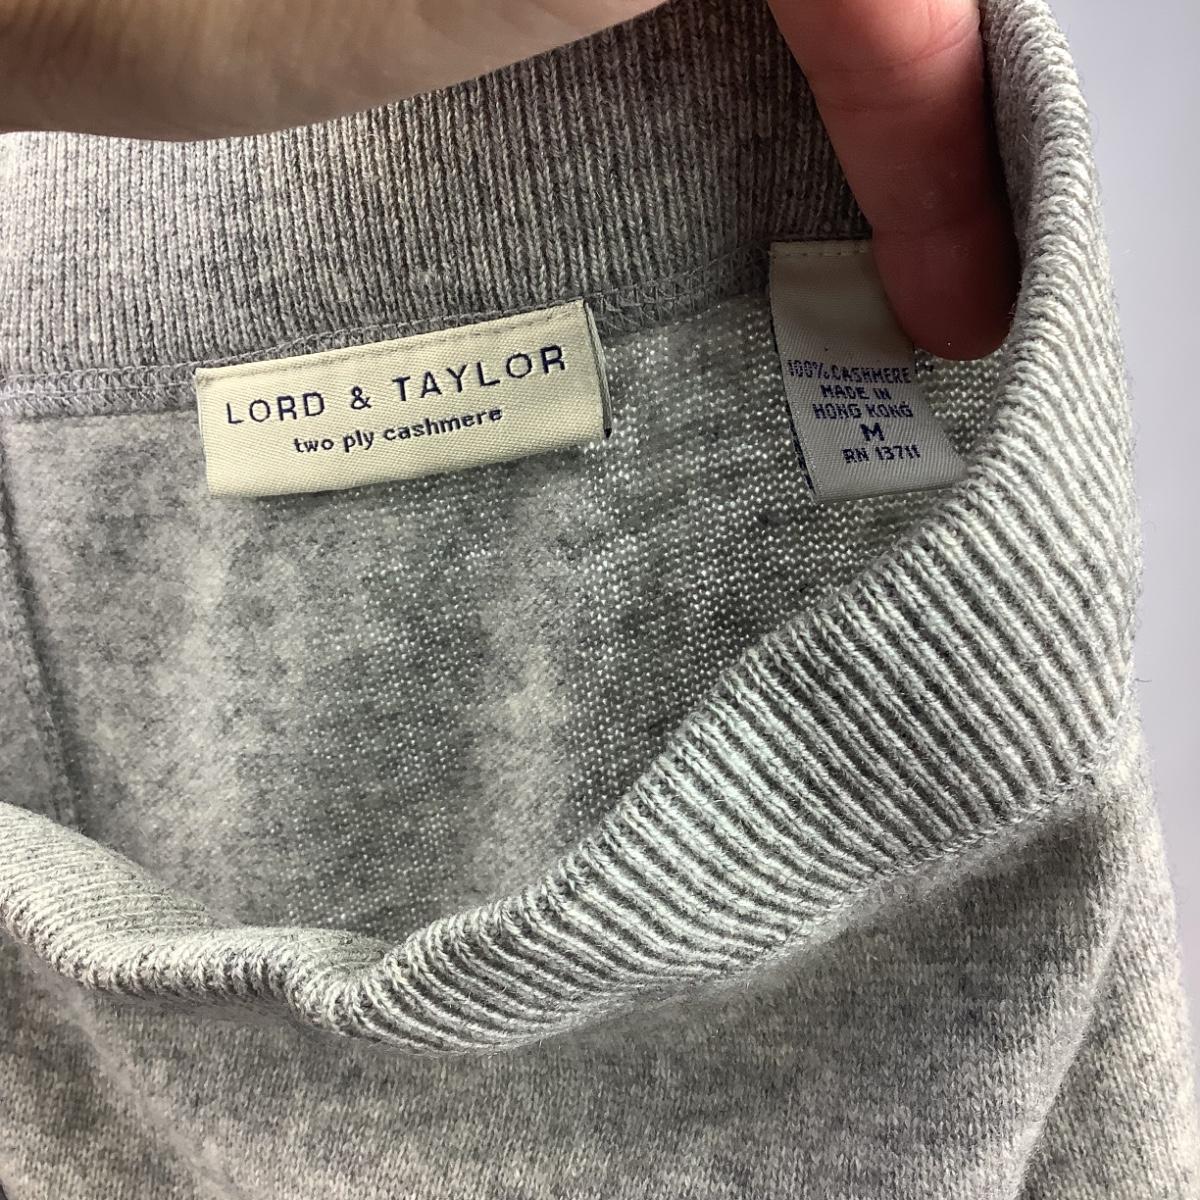 LORD & TAYLOR
two ply cashmere
100% CASHMERE
MADE IN
HONG KONG
M
RN 13711